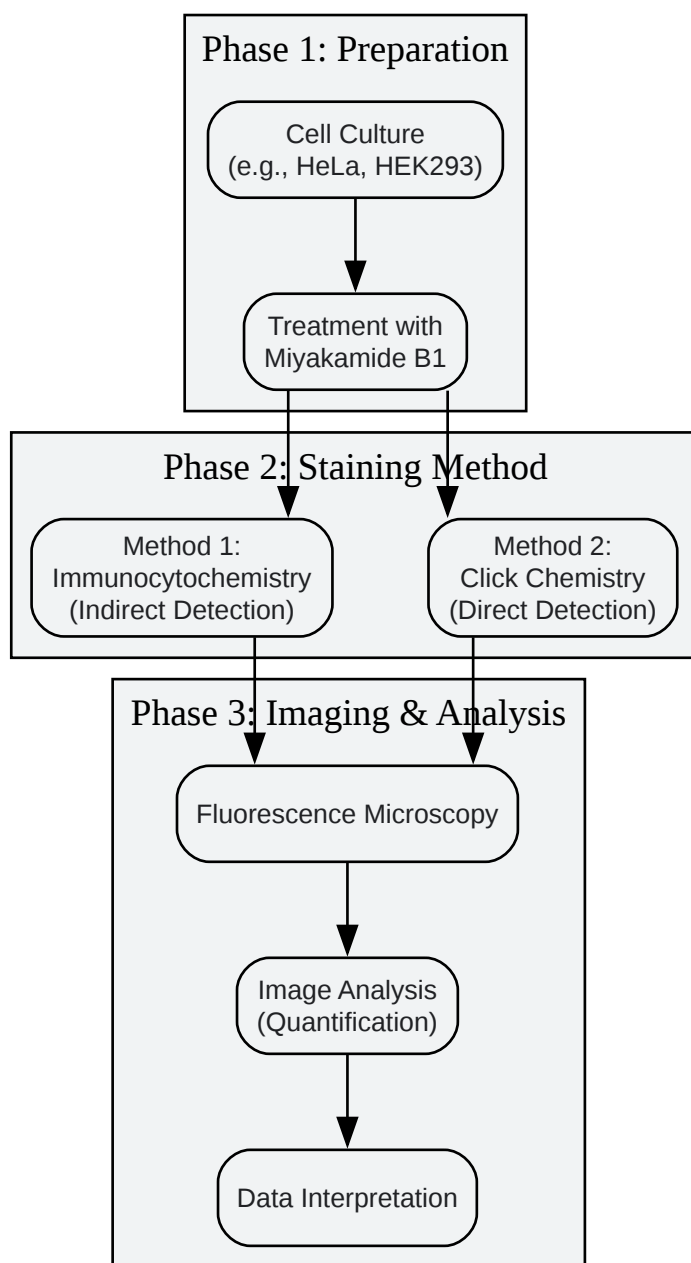 Phase 1: Preparation
Cell Culture
(e.g., HeLa, HEK293)
Treatment with
Miyakamide B1
Phase 2: Staining Method
Method 1:
Immunocytochemistry
(Indirect Detection)
Method 2:
Click Chemistry
(Direct Detection)
Phase 3: Imaging & Analysis
Fluorescence Microscopy
Image Analysis
(Quantification)
Data Interpretation